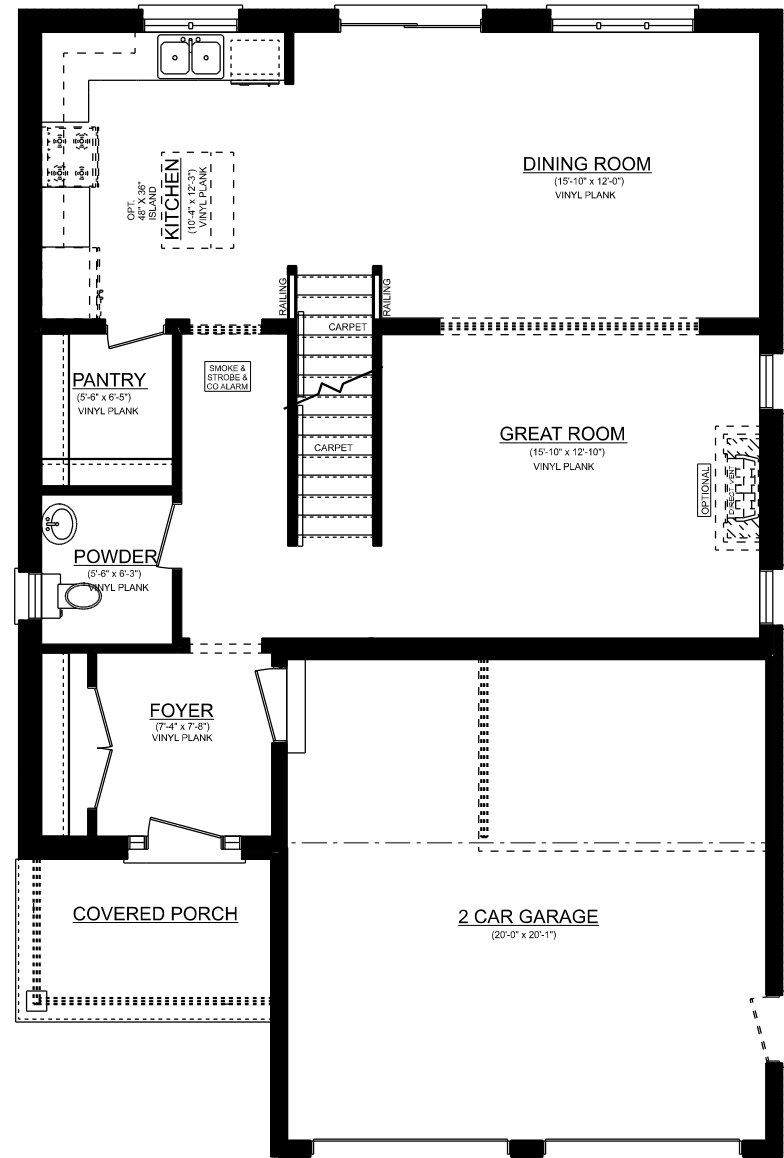 DINING ROOM
(15'-10" x 12'-0")
VINYL PLANK
OPT.
48" X 36"
ISLAND
KITCHEN
(10'-4" x 12'-3")
VINYL PLANK
RAILING
RAILING
CARPET
SMOKE &
STROBE &
CO ALARM
PANTRY
(5'-6" x 6'-5")
VINYL PLANK
GREAT ROOM
(15'-10" x 12'-10")
VINYL PLANK
CARPET
OPTIONAL
DIRECT VENT
POWDER
(5'-6" x 6'-3")
VINYL PLANK
FOYER
(7'-4" x 7'-8")
VINYL PLANK
COVERED PORCH
2 CAR GARAGE
(20'-0" x 20'-1")